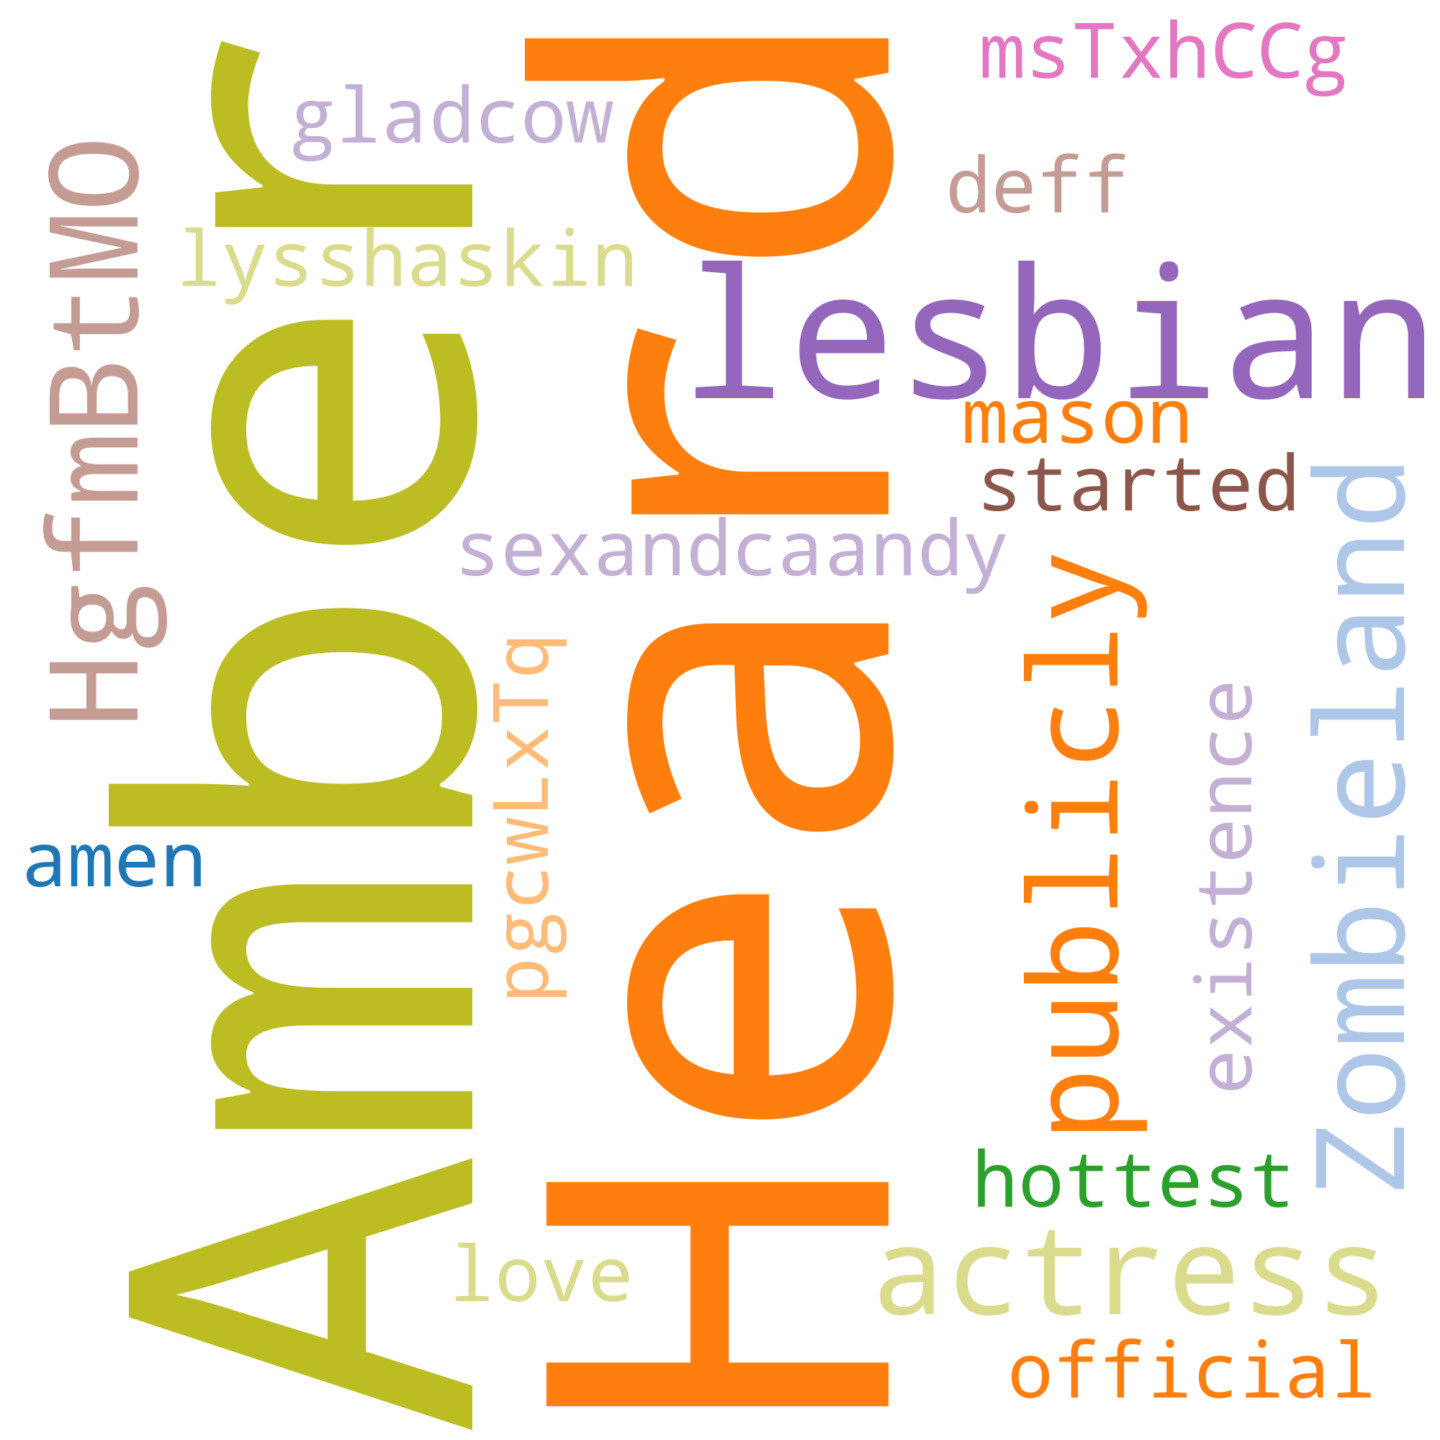 msTxhCCg
gladcow
deff
HgfmBtMO
Amber
Heard
lysshaskin
lesbian
mason
started
sexandcaandy
Zombieland
publicly
pgcwLxTq
existence
amen
hottest
actress
love
official